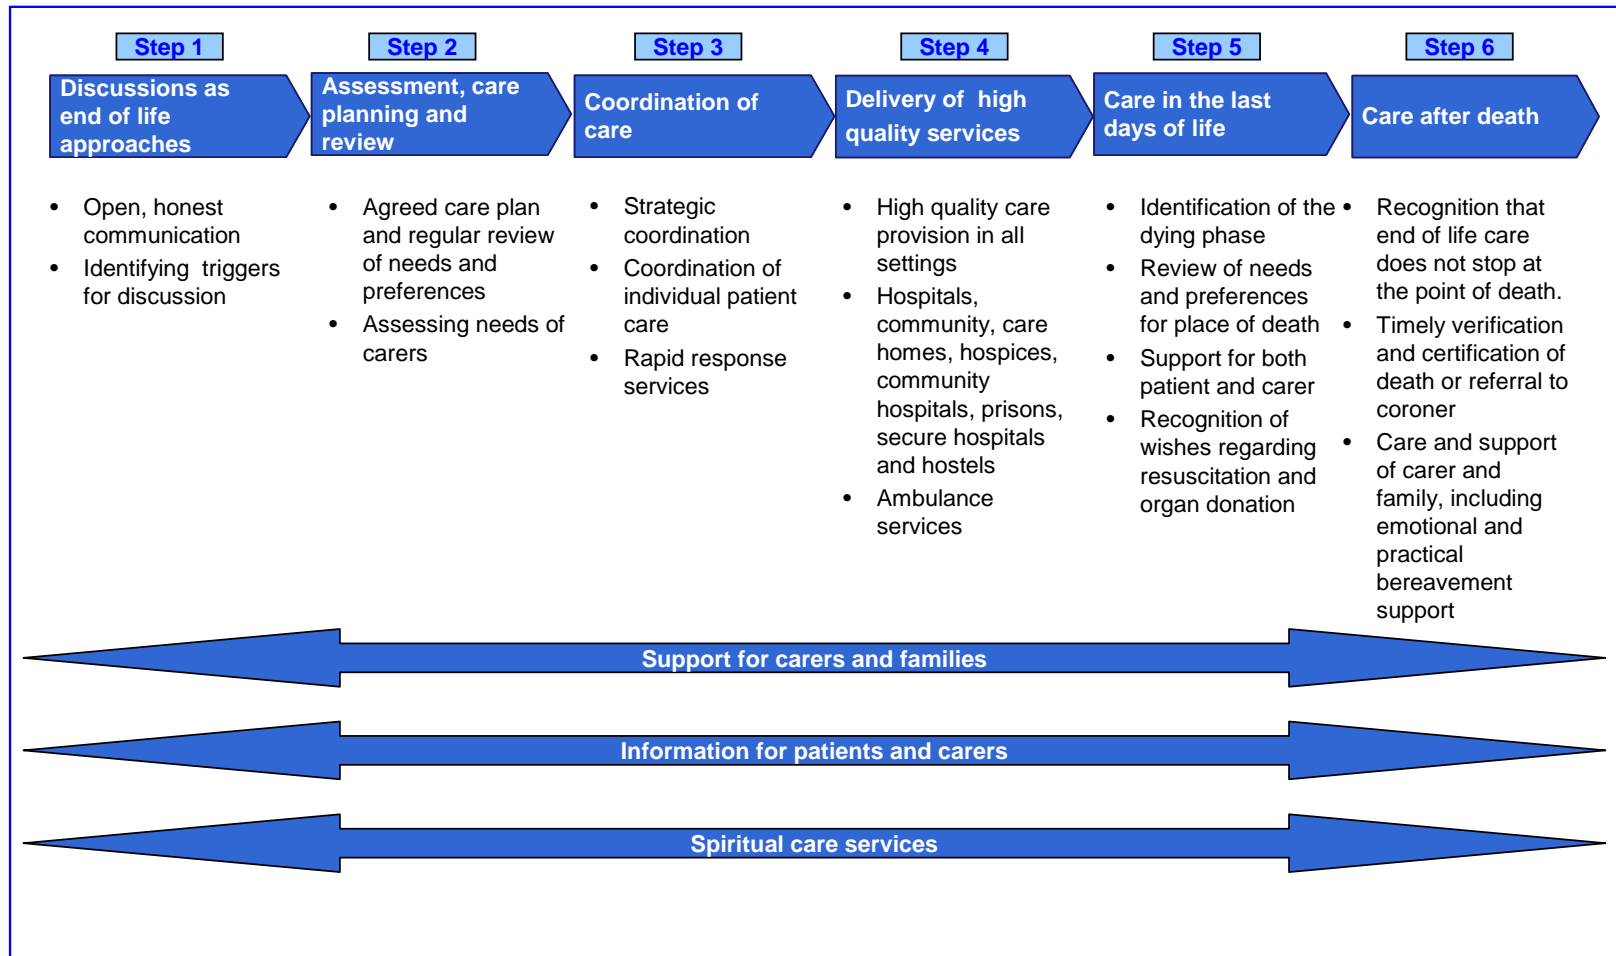 Step 1
Discussions as
end of life
approaches
• Open, honest
communication
• Identifying triggers
for discussion
Step 2
Assessment, care
planning and
review
• Agreed care plan
and regular review
of needs and
preferences
• Assessing needs of
carers
Step 3
Coordination of
care
• Strategic
coordination
• Coordination of
individual patient
care
• Rapid response
services
Step 4
Delivery of high
quality services
• High quality care
provision in all
settings
• Hospitals,
community, care
homes, hospices,
community
hospitals, prisons,
secure hospitals
and hostels
• Ambulance
services
Step 5
Care in the last
days of life
• Identification of the
dying phase
• Review of needs
and preferences
for place of death
• Support for both
patient and carer
• Recognition of
wishes regarding
resuscitation and
organ donation
Step 6
Care after death
• Recognition that
end of life care
does not stop at
the point of death.
• Timely verification
and certification of
death or referral to
coroner
• Care and support
of carer and
family, including
emotional and
practical
bereavement
support
Support for carers and families
Information for patients and carers
Spiritual care services